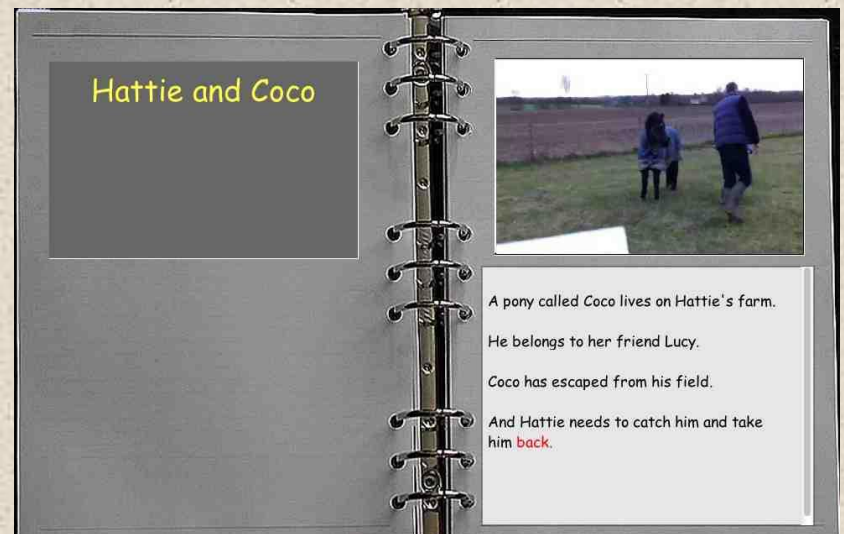 Hattie and Coco
A pony called Coco lives on Hattie's farm.
He belongs to her friend Lucy.
Coco has escaped from his field.
And Hattie needs to catch him and take
him back.